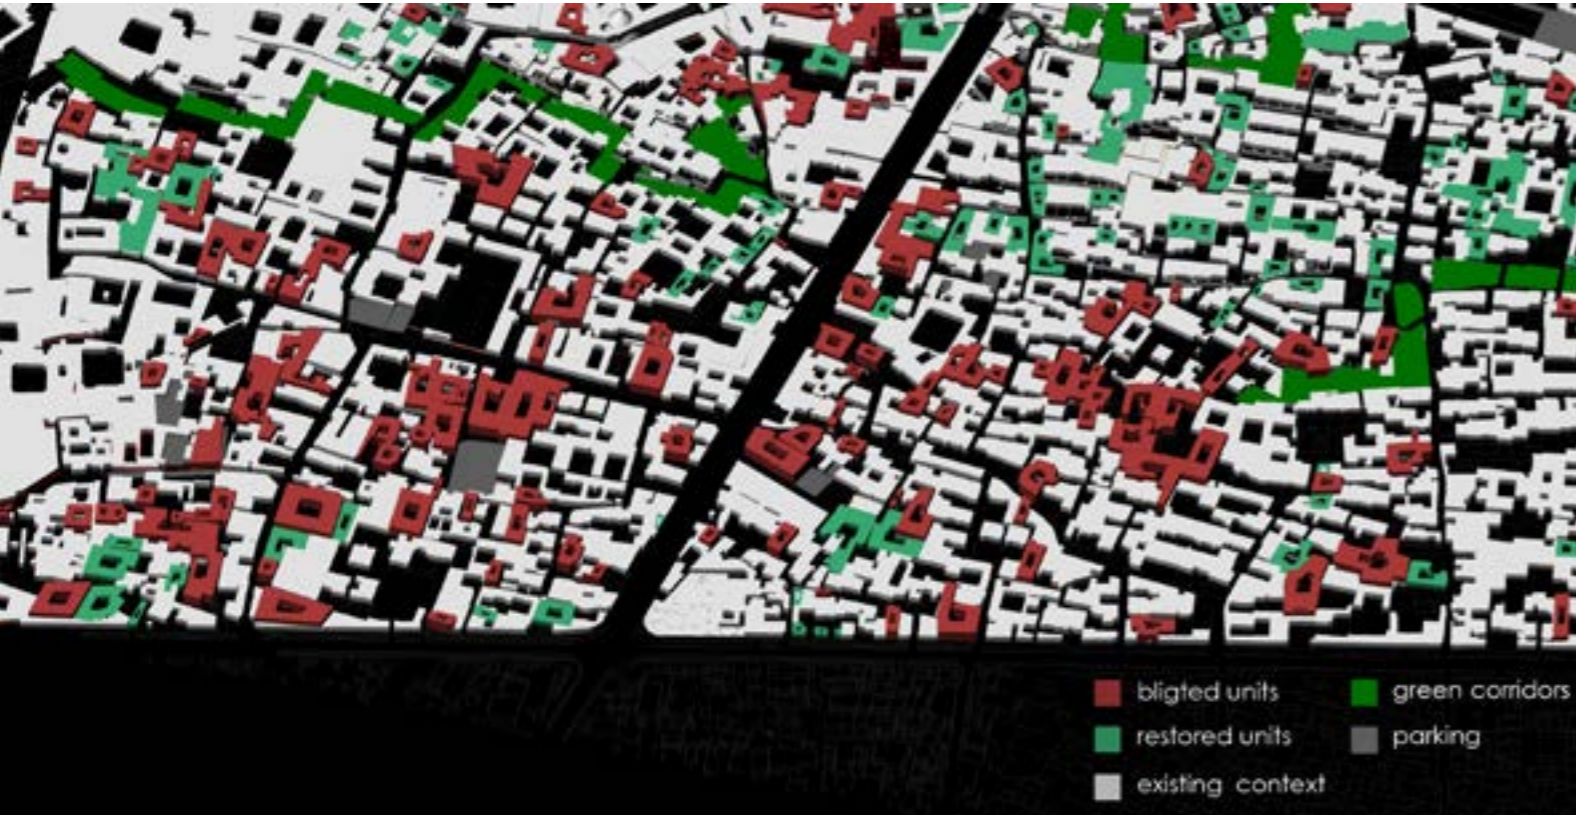 bligted units
green corridors
restored units
parking
existing context